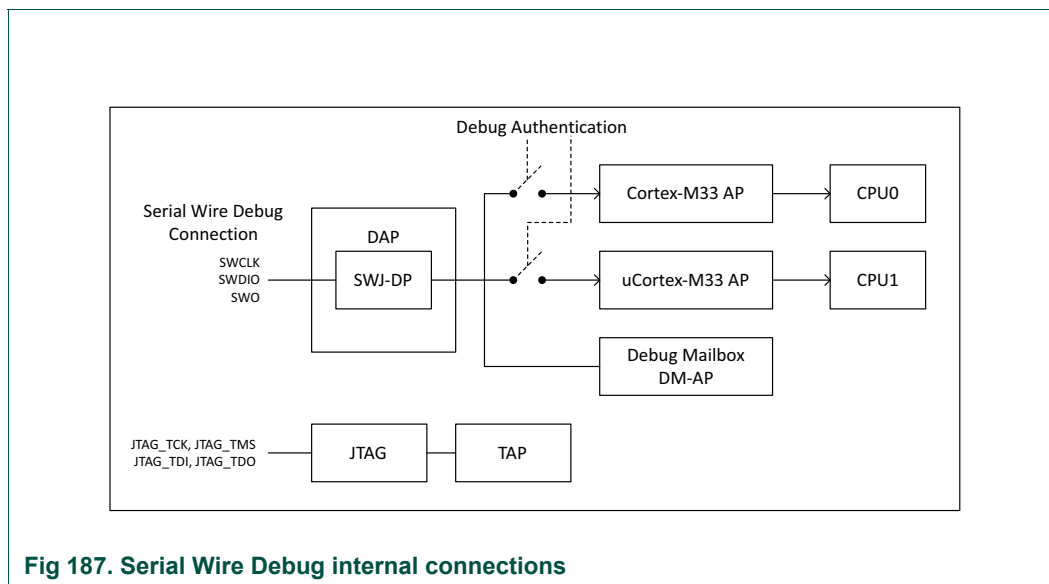 Debug Authentication
Cortex-M33 AP
CPU0
Serial Wire Debug
Connection
SWCLK
SWDIO
SWO
DAP
SWJ-DP
uCortex-M33 AP
CPU1
Debug Mailbox
DM-AP
JTAG_TCK, JTAG_TMS
JTAG_TDI, JTAG_TDO
JTAG
TAP
Fig 187. Serial Wire Debug internal connections